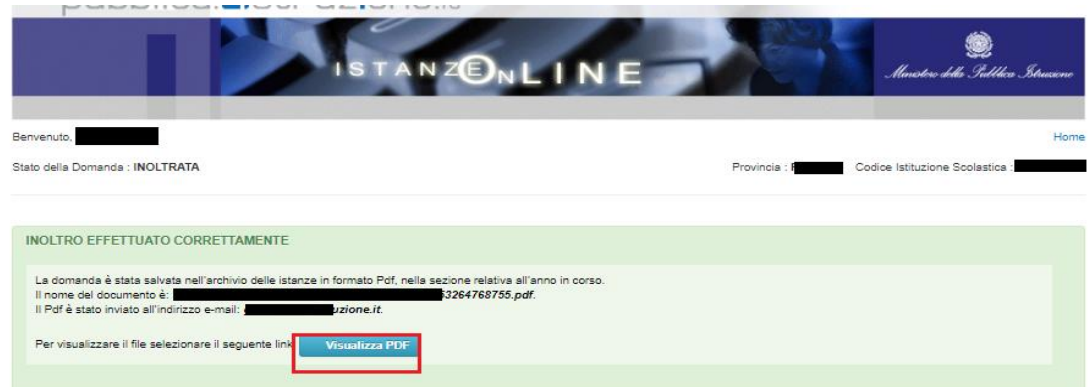 ISTANZE ONLINE
Ministero della Pubblica Istruzione
Benvenuto,
Home
Stato della Domanda : INOLTRATA
Provincia :
Codice Istituzione Scolastica :
INOLTRO EFFETTUATO CORRETTAMENTE
La domanda è stata salvata nell'archivio delle istanze in formato Pdf, nella sezione relativa all'anno in corso.
Il nome del documento è: 53264768755.pdf.
Il Pdf è stato inviato all'indirizzo e-mail: uzione.it.
Per visualizzare il file selezionare il seguente link Visualizza PDF